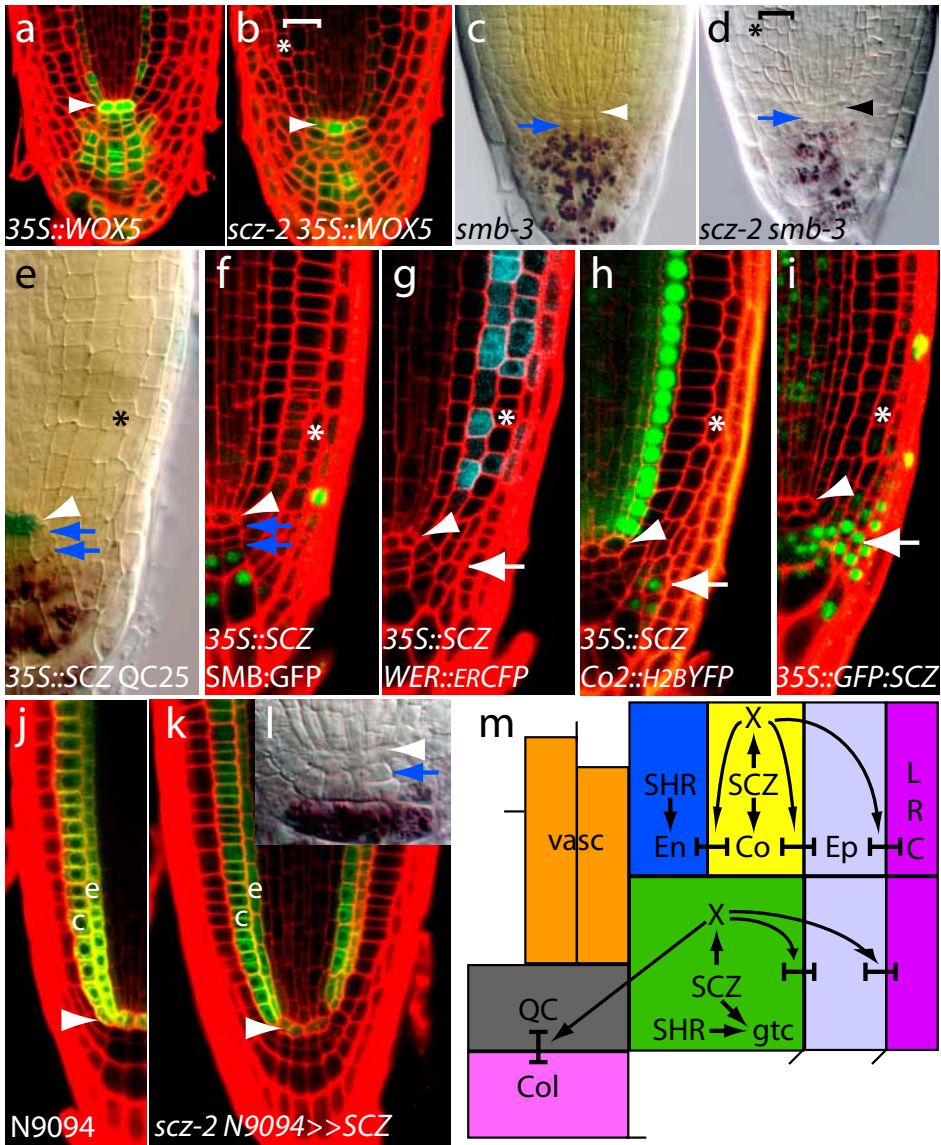 a
b
c
d
*
*
35S::WOX5
scz-2 35S::WOX5
smb-3
scz-2 smb-3
e
f
g
h
i
*
*
*
*
*
35S::SCZ QC25
35S::SCZ
SMB:GFP
35S::SCZ
WER::ERCFP
35S::SCZ
Co2::H2BYFP
35S::GFP:SCZ
j
k
l
m
e
c
e
c
N9094
scz-2 N9094>>SCZ
vasc
X
SHR
SCZ
En
Co
Ep
L
R
C
X
SCZ
SHR
gtc
QC
Col